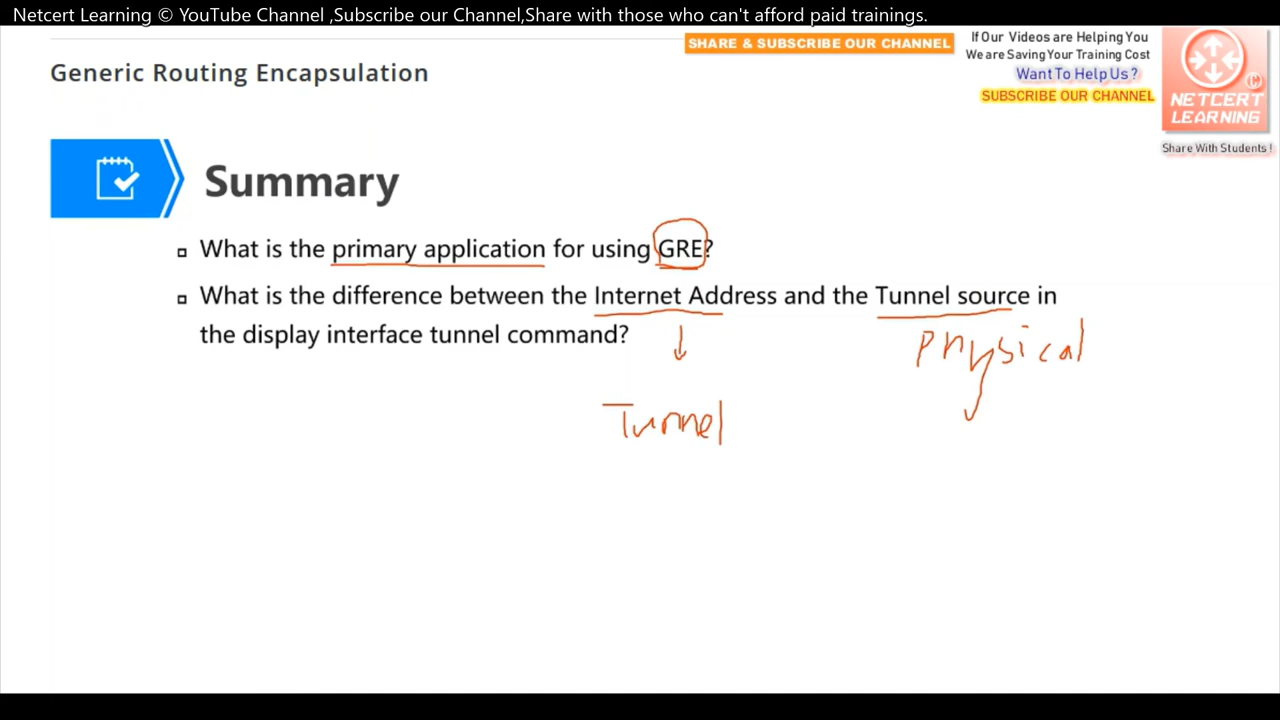 Netcert Learning © YouTube Channel ,Subscribe our Channel,Share with those who can't afford paid trainings.
SHARE & SUBSCRIBE OUR CHANNEL
If Our Videos are Helping You
We are Saving Your Training Cost
Want To Help Us?
SUBSCRIBE OUR CHANNEL
©
NETCERT
LEARNING
Share With Students !
Generic Routing Encapsulation
Summary
What is the primary application for using GRE?
What is the difference between the Internet Address and the Tunnel source in
the display interface tunnel command?
physical
Tunnel